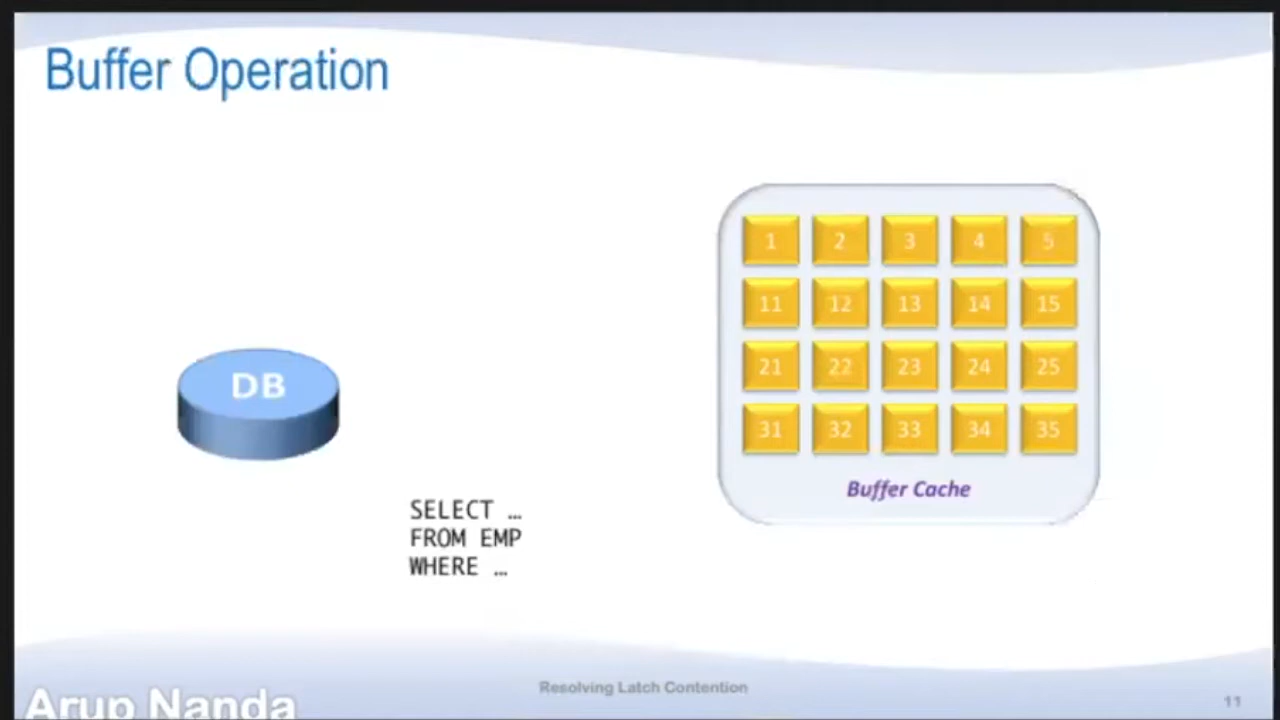 Buffer Operation
1 2 3 4 5
11 12 13 14 15
21 22 23 24 25
31 32 33 34 35
Buffer Cache
DB
SELECT …
FROM EMP
WHERE …
Resolving Latch Contention
11
Arup Nanda